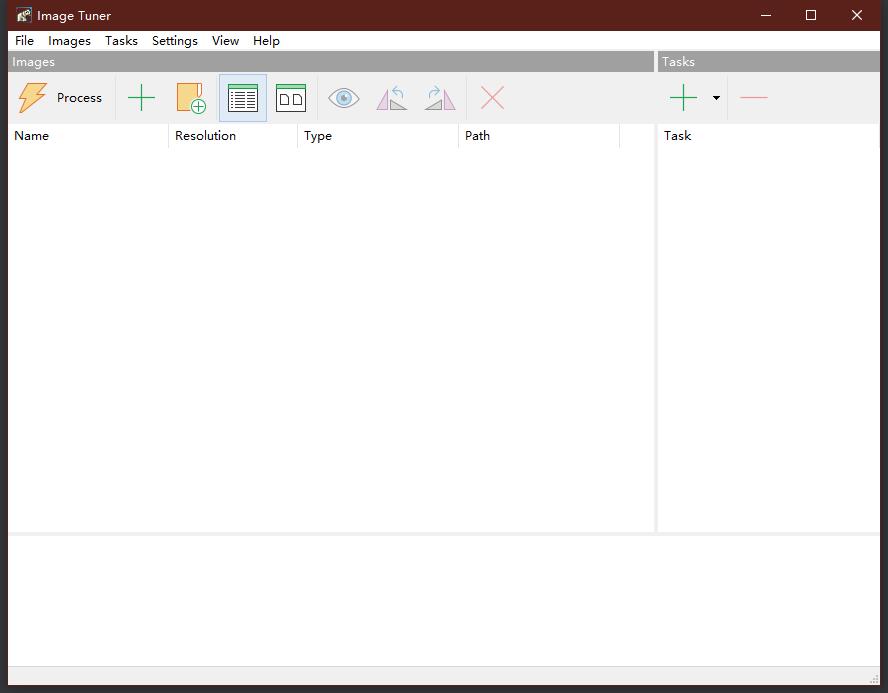 Image Tuner
File Images Tasks Settings View Help
Images Tasks
Process
Name Resolution Type Path Task